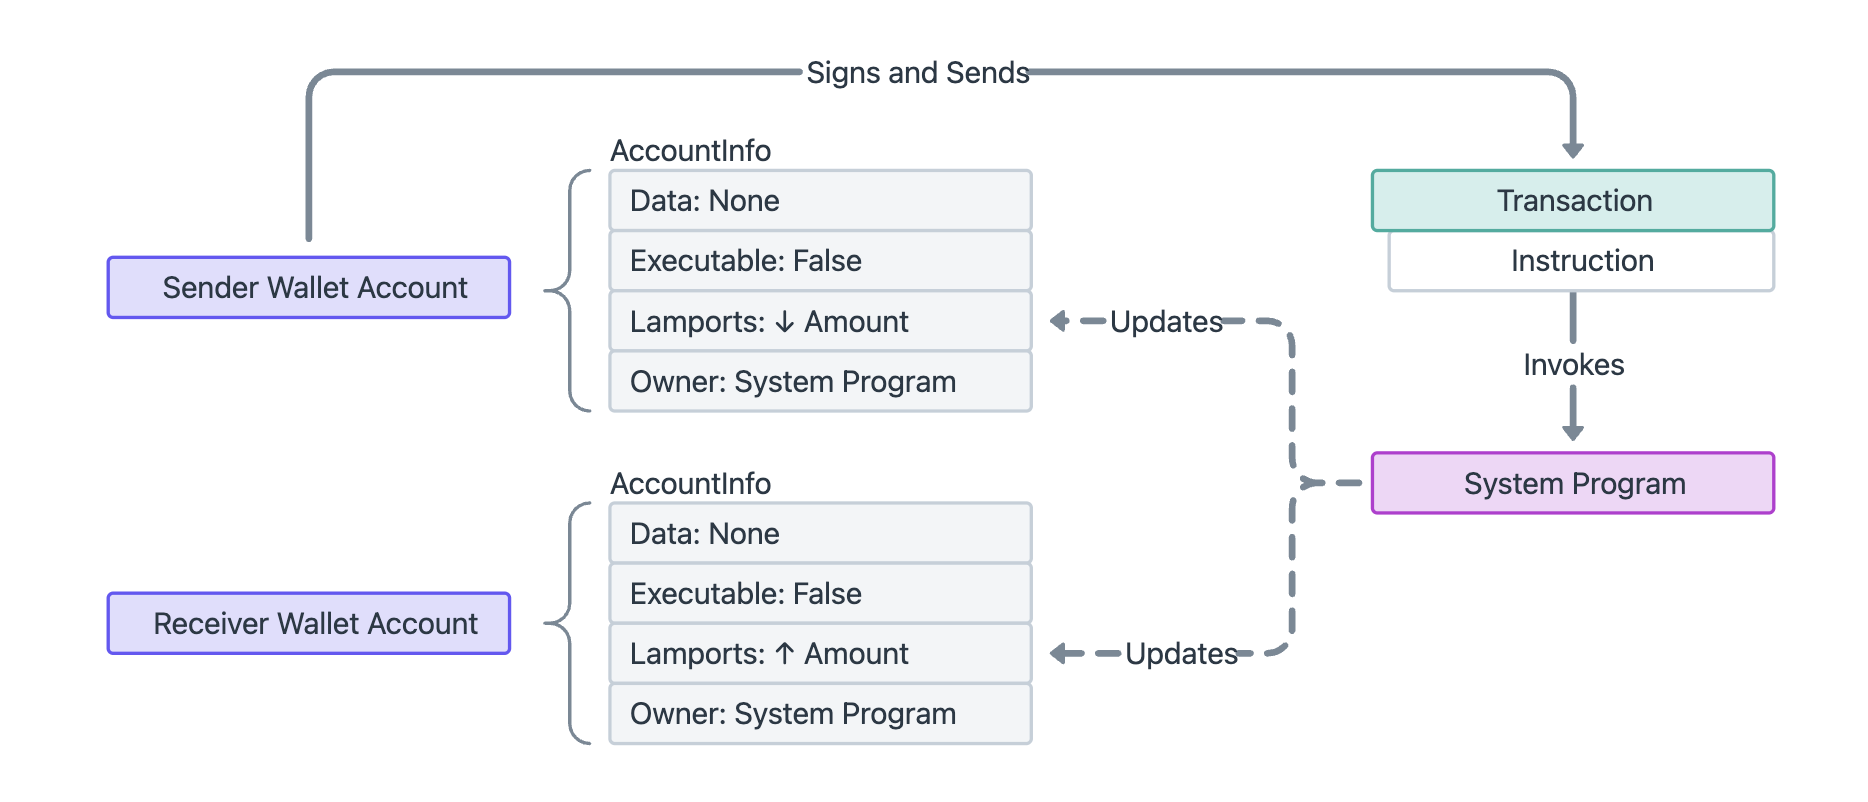 Signs and Sends
AccountInfo
Data: None
Executable: False
Lamports: ↓ Amount
Owner: System Program
Sender Wallet Account
Transaction
Instruction
Updates
Invokes
System Program
AccountInfo
Data: None
Executable: False
Lamports: ↑ Amount
Owner: System Program
Receiver Wallet Account
Updates